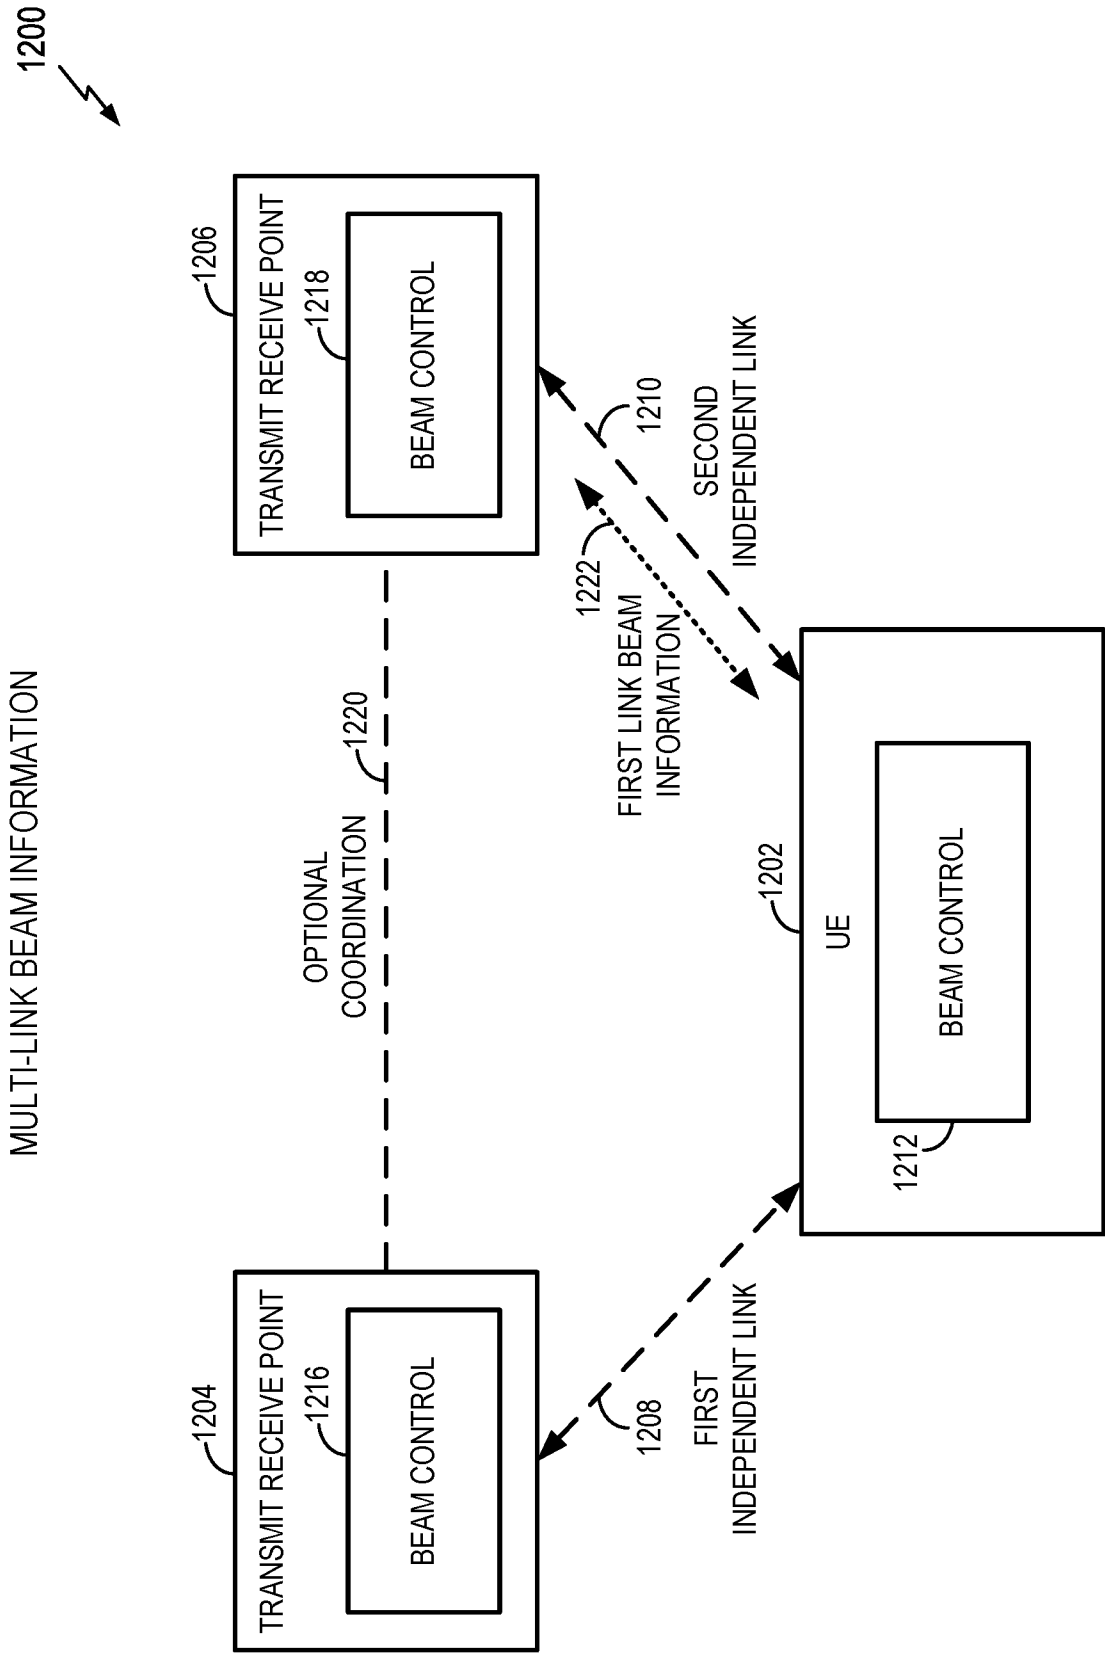 MULTI-LINK BEAM INFORMATION
1200
1204
TRANSMIT RECEIVE POINT
1216
BEAM CONTROL
OPTIONAL
COORDINATION
1220
1206
TRANSMIT RECEIVE POINT
1218
BEAM CONTROL
1208
FIRST
INDEPENDENT LINK
1222
FIRST LINK BEAM
INFORMATION
1210
SECOND
INDEPENDENT LINK
1202
UE
1212
BEAM CONTROL